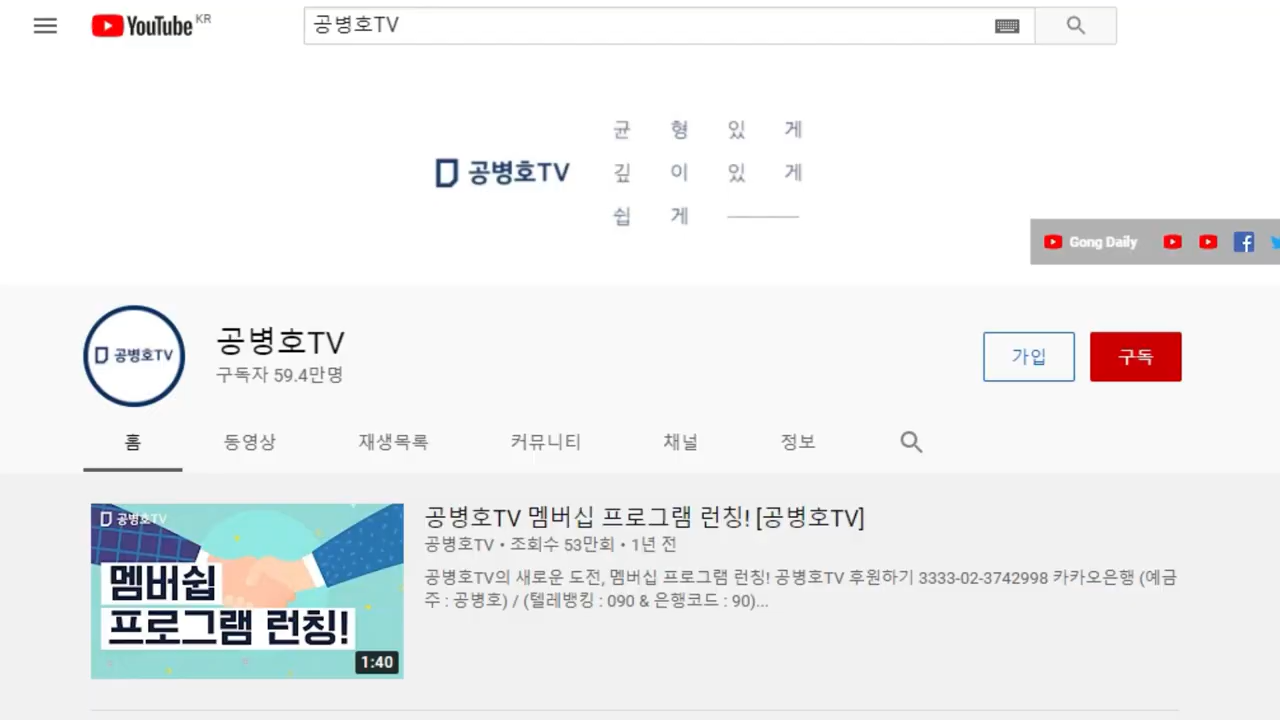 YouTube KR
공병호TV
균 형 있 게
공병호TV
깊 이 있 게
쉽 게
Gong Daily
공병호TV
공병호TV
구독자 59.4만명
가입
구독
홈
동영상
재생목록
커뮤니티
채널
정보
공병호TV
멤버쉽
프로그램 런칭!
1:40
공병호TV 멤버십 프로그램 런칭! [공병호TV]
공병호TV • 조회수 53만회 • 1년 전
공병호TV의 새로운 도전, 멤버십 프로그램 런칭! 공병호TV 후원하기 3333-02-3742998 카카오은행 (예금
주 : 공병호) / (텔레뱅킹 : 090 & 은행코드 : 90)...